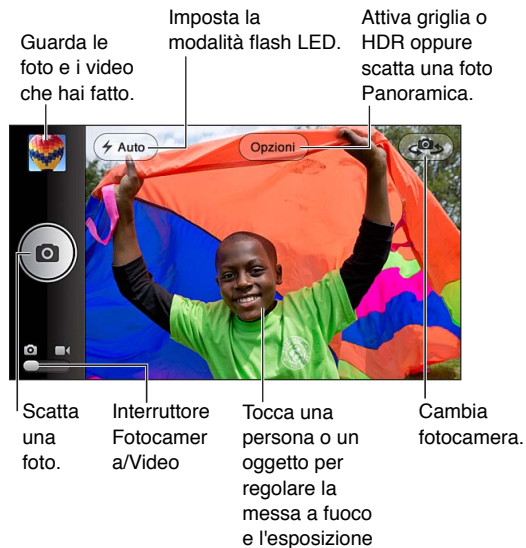 Guarda le
foto e i video
che hai fatto.
Imposta la
modalità flash LED.
Attiva griglia o
HDR oppure
scatta una foto
Panoramica.
Auto
Opzioni
Scatta
una
foto.
Interruttore
Fotocamer
a/Video
Tocca una
persona o un
oggetto per
regolare la
messa a fuoco
e l'esposizione
Cambia
fotocamera.